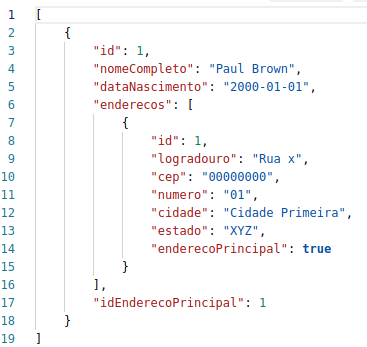 1 [
2 {
3 "id": 1,
4 "nomeCompleto": "Paul Brown",
5 "dataNascimento": "2000-01-01",
6 "enderecos": [
7 {
8 "id": 1,
9 "logradouro": "Rua x",
10 "cep": "00000000",
11 "numero": "01",
12 "cidade": "Cidade Primeira",
13 "estado": "XYZ",
14 "enderecoPrincipal": true
15 }
16 ],
17 "idEnderecoPrincipal": 1
18 }
19 ]